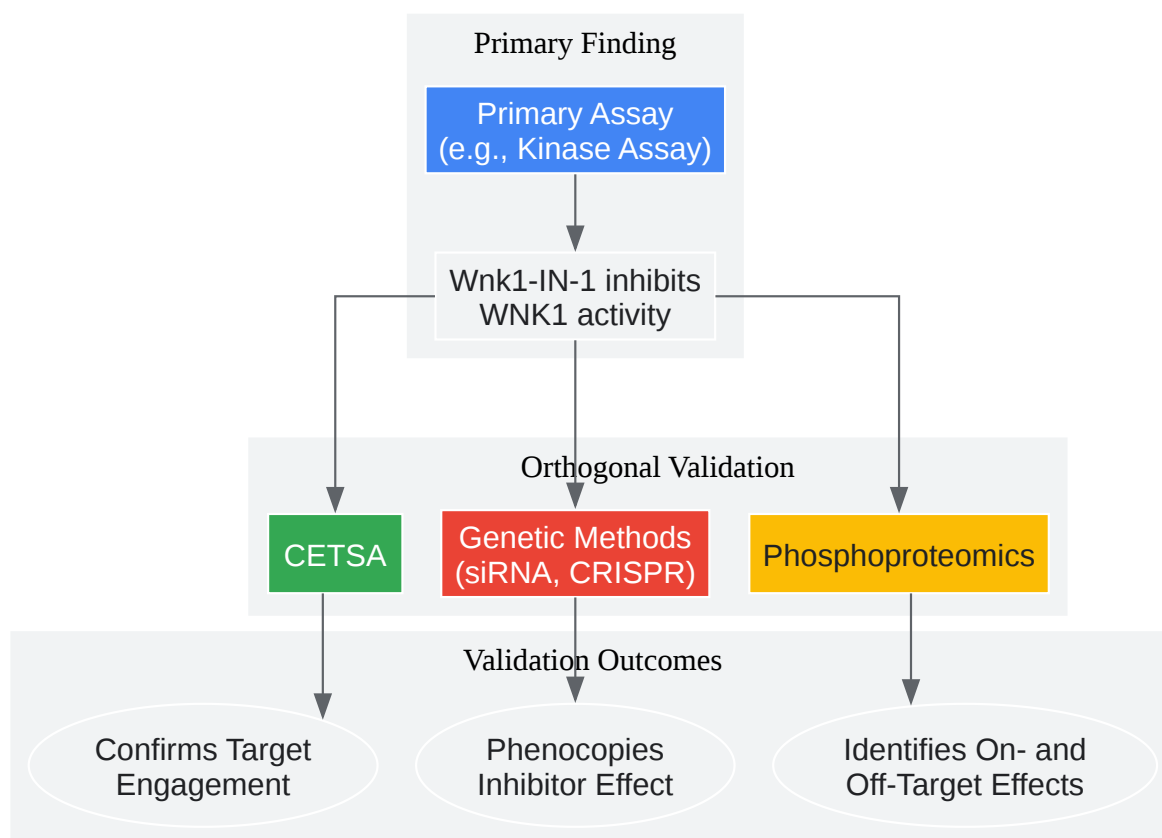 Primary Finding
Primary Assay
(e.g., Kinase Assay)
Wnk1-IN-1 inhibits
WNK1 activity
Orthogonal Validation
CETSA
Genetic Methods
(siRNA, CRISPR)
Phosphoproteomics
Validation Outcomes
Confirms Target
Engagement
Phenocopies
Inhibitor Effect
Identifies On- and
Off-Target Effects